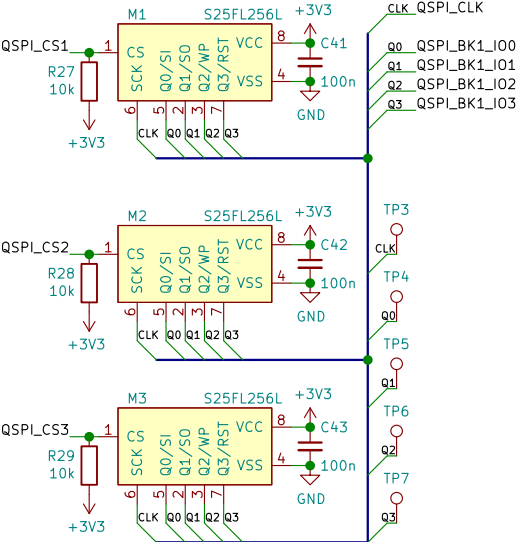 M1 S25FL256L +3V3 CLK QSPI_CLK
QSPI_CS1 1 CS VCC 8 C41 Q0 QSPI_BK1_IO0
Q1 QSPI_BK1_IO1
R27 10k SCK Q0/SI Q1/SO Q2/WP Q3/RST VSS 4 100n Q2 QSPI_BK1_IO2
6 5 2 3 7 GND Q3 QSPI_BK1_IO3
+3V3 CLK Q0 Q1 Q2 Q3
M2 S25FL256L +3V3 TP3
QSPI_CS2 1 CS VCC 8 C42 CLK
R28 10k SCK Q0/SI Q1/SO Q2/WP Q3/RST VSS 4 100n TP4
6 5 2 3 7 GND Q0
+3V3 CLK Q0 Q1 Q2 Q3 TP5
Q1
M3 S25FL256L +3V3 TP6
QSPI_CS3 1 CS VCC 8 C43 Q2
R29 10k SCK Q0/SI Q1/SO Q2/WP Q3/RST VSS 4 100n TP7
6 5 2 3 7 GND
+3V3 CLK Q0 Q1 Q2 Q3 Q3